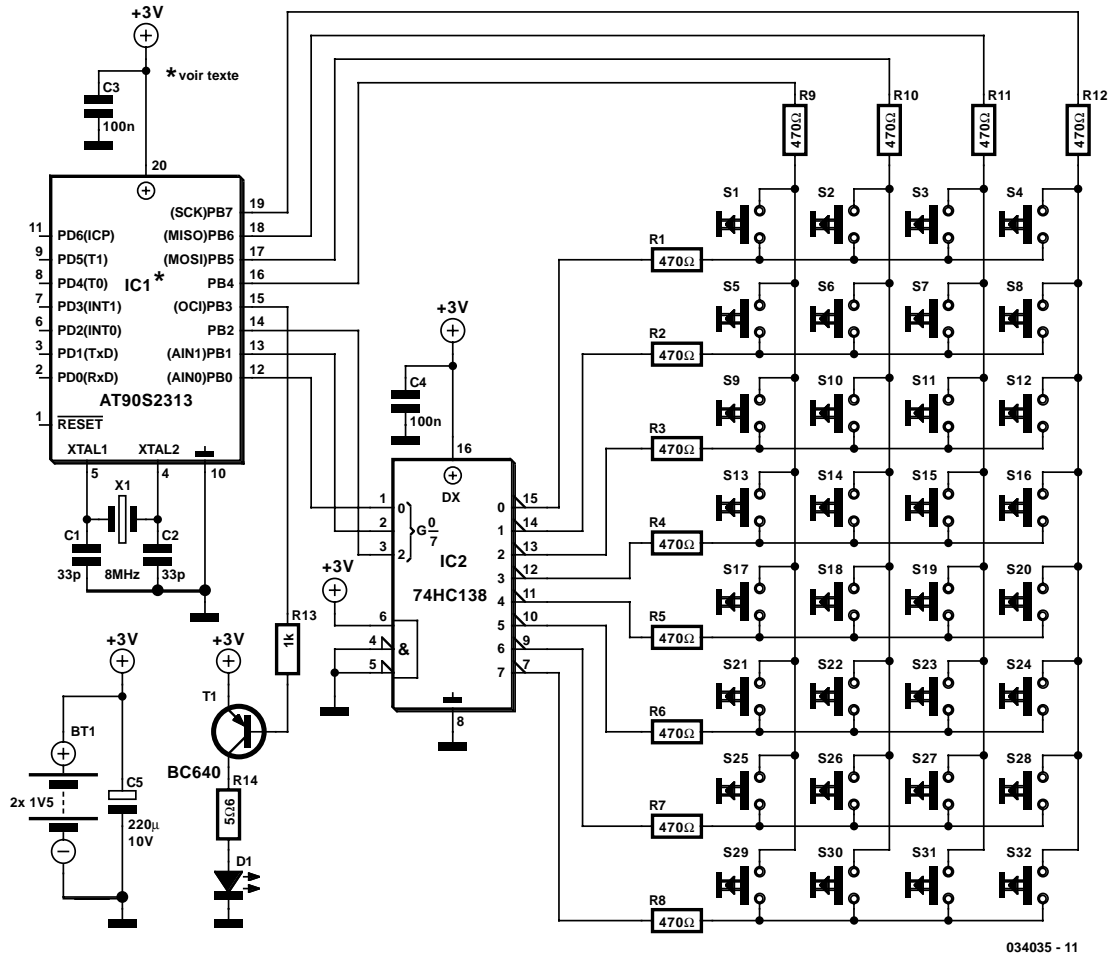 +3V
* voir texte
C3
100n
20
(SCK)PB7 19
11 PD6(ICP) (MISO)PB6 18
9 PD5(T1) (MOSI)PB5 17
8 PD4(T0) IC1* PB4 16
7 PD3(INT1) (OCI)PB3 15
6 PD2(INT0) PB2 14
3 PD1(TxD) (AIN1)PB1 13
2 PD0(RxD) (AIN0)PB0 12
AT90S2313
1 RESET
XTAL1 XTAL2
5 4 10
X1
C1 C2
33p 8MHz 33p
+3V
BT1
2x 1V5
C5
220μ
10V
+3V
T1
BC640
R13
1k
R14
5Ω6
D1
+3V
C4
100n
16
DX
1 0 0 15
2 G 0/7 1 14
3 2 2 13
IC2
3 12
74HC138
4 11
+3V
6 5 10
4 & 6 9
5 7 7
8
R9 R10 R11 R12
470Ω 470Ω 470Ω 470Ω
S1 S2 S3 S4
R1
470Ω
S5 S6 S7 S8
R2
470Ω
S9 S10 S11 S12
R3
470Ω
S13 S14 S15 S16
R4
470Ω
S17 S18 S19 S20
R5
470Ω
S21 S22 S23 S24
R6
470Ω
S25 S26 S27 S28
R7
470Ω
S29 S30 S31 S32
R8
470Ω
034035 - 11